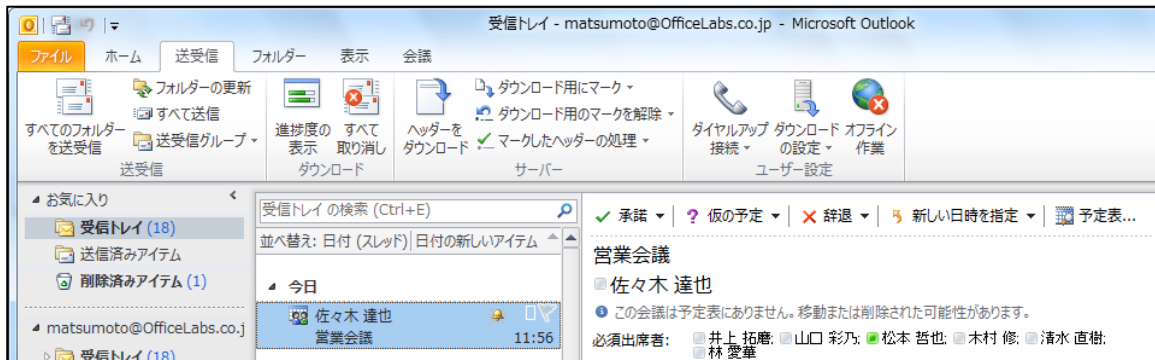 受信トレイ - matsumoto@OfficeLabs.co.jp - Microsoft Outlook
ファイル ホーム 送受信 フォルダー 表示 会議
すべてのフォルダーを送受信
フォルダーの更新
すべて送信
送受信グループ
送受信
進捗度の表示
すべて取り消し
ダウンロード
ヘッダーをダウンロード
ダウンロード用にマーク
ダウンロード用のマークを解除
マークしたヘッダーの処理
サーバー
ダイヤルアップ接続
ダウンロードの設定
オフライン作業
ユーザー設定
お気に入り
受信トレイ (18)
送信済みアイテム
削除済みアイテム (1)
matsumoto@OfficeLabs.co.j
受信トレイ (18)
受信トレイ の検索 (Ctrl+E)
並べ替え: 日付 (スレッド) 日付の新しいアイテム
今日
佐々木 達也
営業会議 11:56
承諾 ? 仮の予定 辞退 新しい日時を指定 予定表...
営業会議
佐々木 達也
この会議は予定表にありません。移動または削除された可能性があります。
必須出席者: 井上 拓磨; 山口 彩乃; 松本 哲也; 木村 修; 清水 直樹;
林 愛華